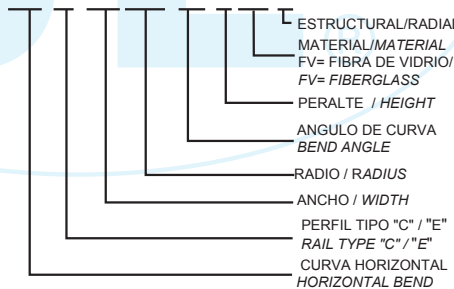 ESTRUCTURAL/RADIAL
MATERIAL/MATERIAL
FV= FIBRA DE VIDRIO/
FV= FIBERGLASS
PERALTE / HEIGHT
ANGULO DE CURVA
BEND ANGLE
RADIO / RADIUS
ANCHO / WIDTH
PERFIL TIPO "C" / "E"
RAIL TYPE "C" / "E"
CURVA HORIZONTAL
HORIZONTAL BEND